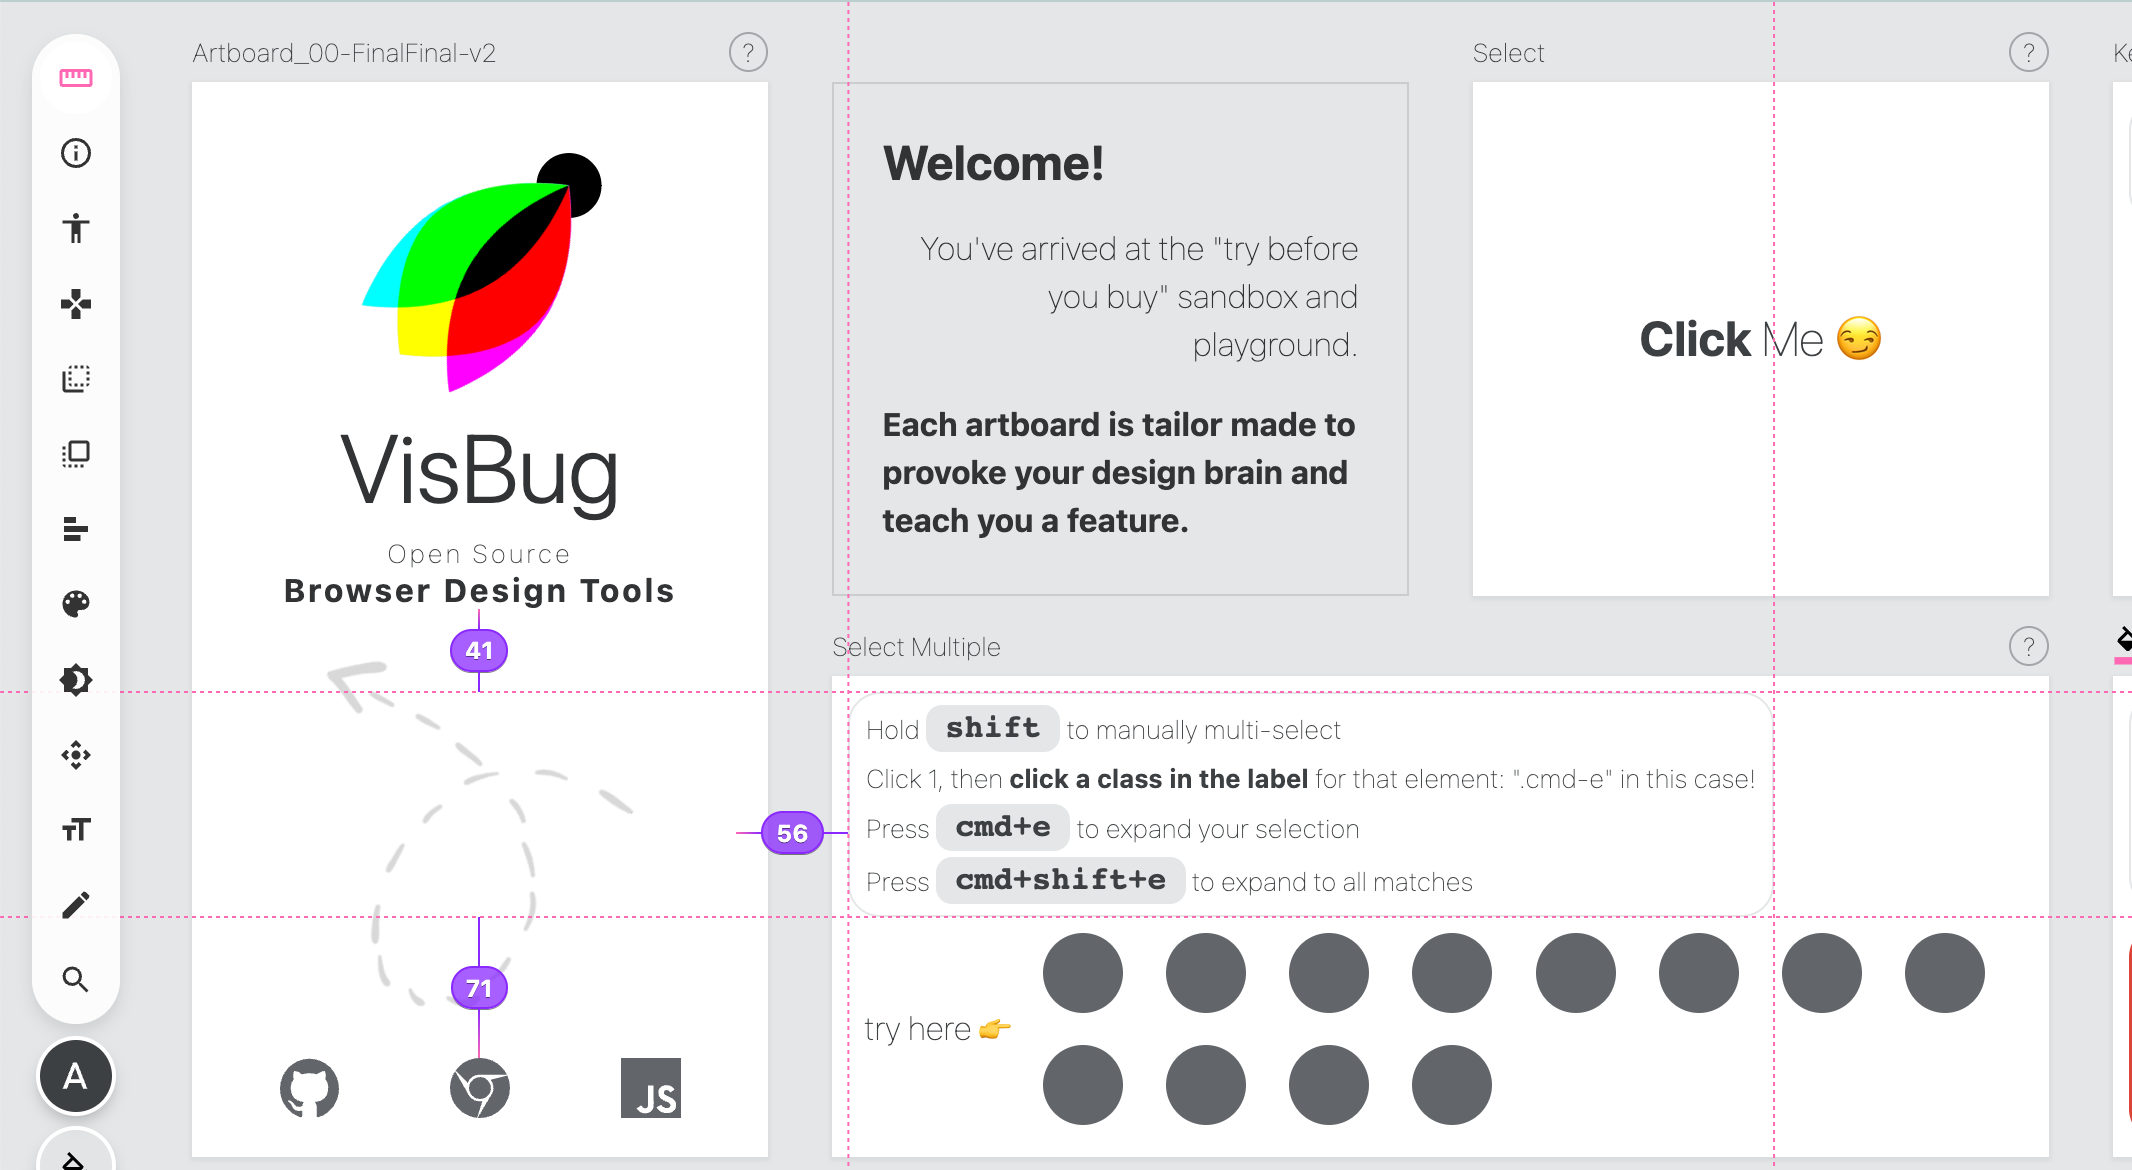 Artboard_00-FinalFinal-v2
?
VisBug
Open Source
Browser Design Tools
41
71
JS
A
Welcome!
You've arrived at the "try before
you buy" sandbox and
playground.
Each artboard is tailor made to
provoke your design brain and
teach you a feature.
Select
?
Click Me 😏
Select Multiple
?
56
Hold shift to manually multi-select
Click 1, then click a class in the label for that element: ".cmd-e" in this case!
Press cmd+e to expand your selection
Press cmd+shift+e to expand to all matches
try here 👉